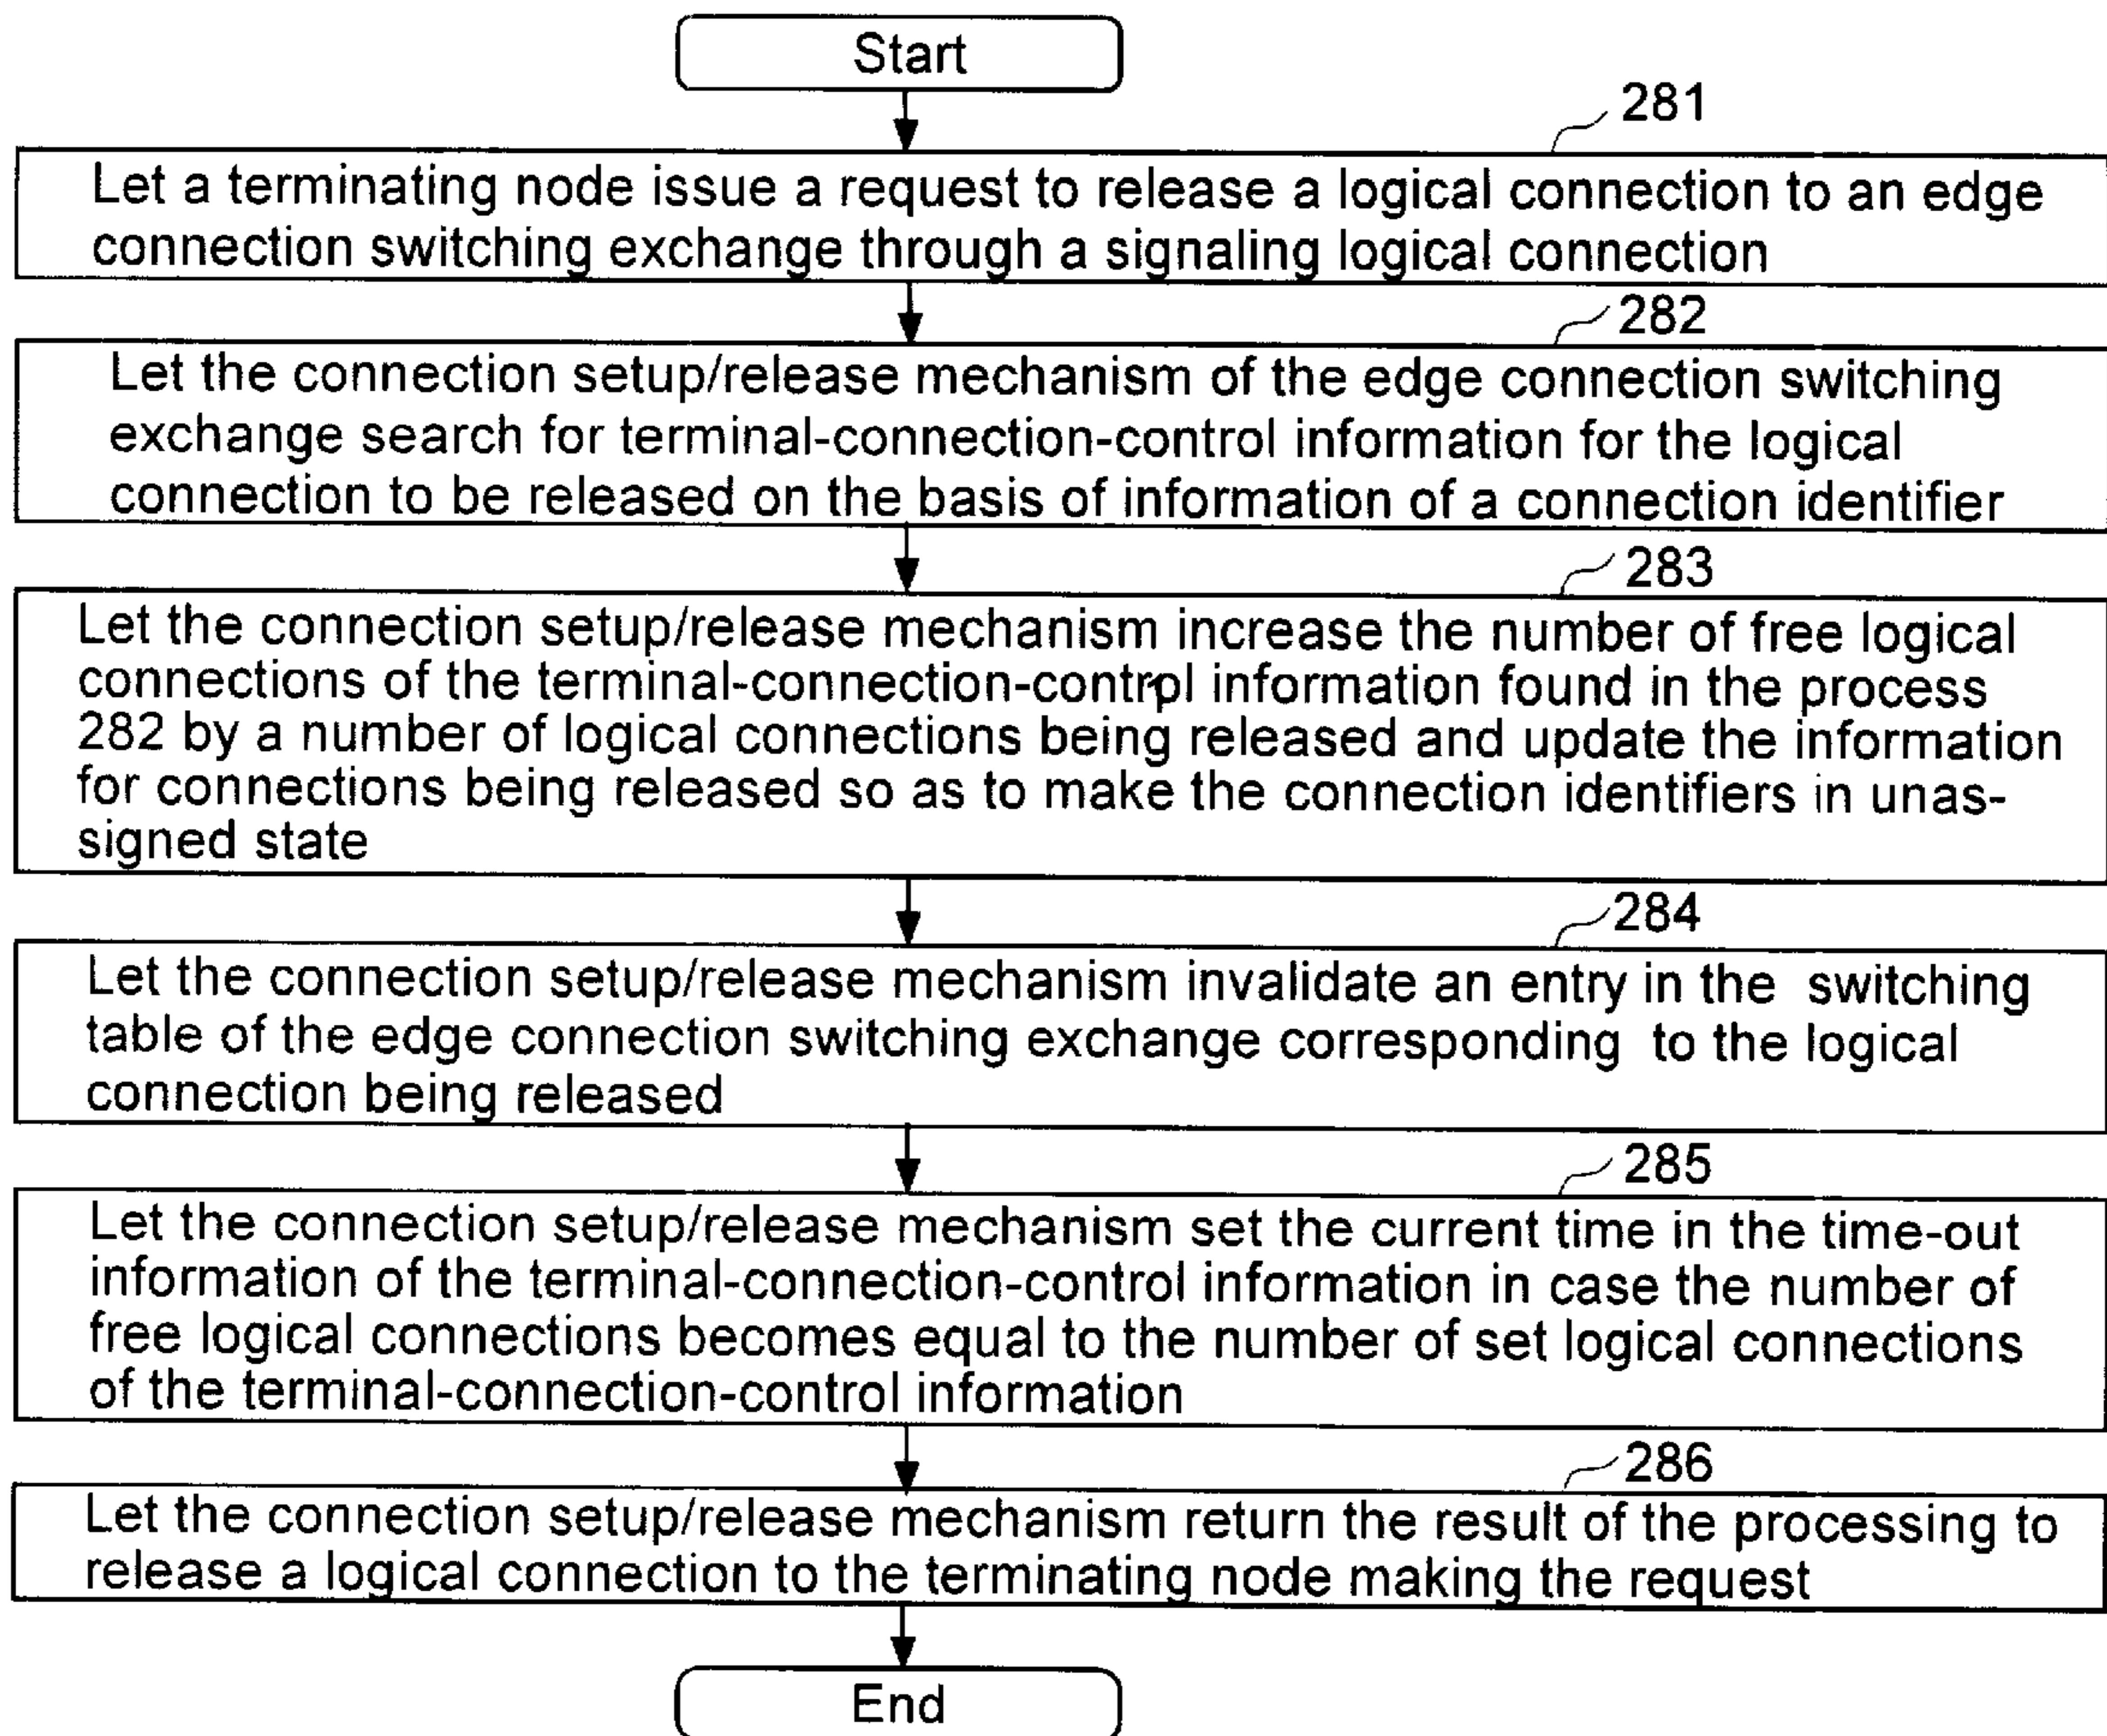 Start
281
Let a terminating node issue a request to release a logical connection to an edge
connection switching exchange through a signaling logical connection
282
Let the connection setup/release mechanism of the edge connection switching
exchange search for terminal-connection-control information for the logical
connection to be released on the basis of information of a connection identifier
283
Let the connection setup/release mechanism increase the number of free logical
connections of the terminal-connection-control information found in the process
282 by a number of logical connections being released and update the information
for connections being released so as to make the connection identifiers in unas-
signed state
284
Let the connection setup/release mechanism invalidate an entry in the switching
table of the edge connection switching exchange corresponding to the logical
connection being released
285
Let the connection setup/release mechanism set the current time in the time-out
information of the terminal-connection-control information in case the number of
free logical connections becomes equal to the number of set logical connections
of the terminal-connection-control information
286
Let the connection setup/release mechanism return the result of the processing to
release a logical connection to the terminating node making the request
End